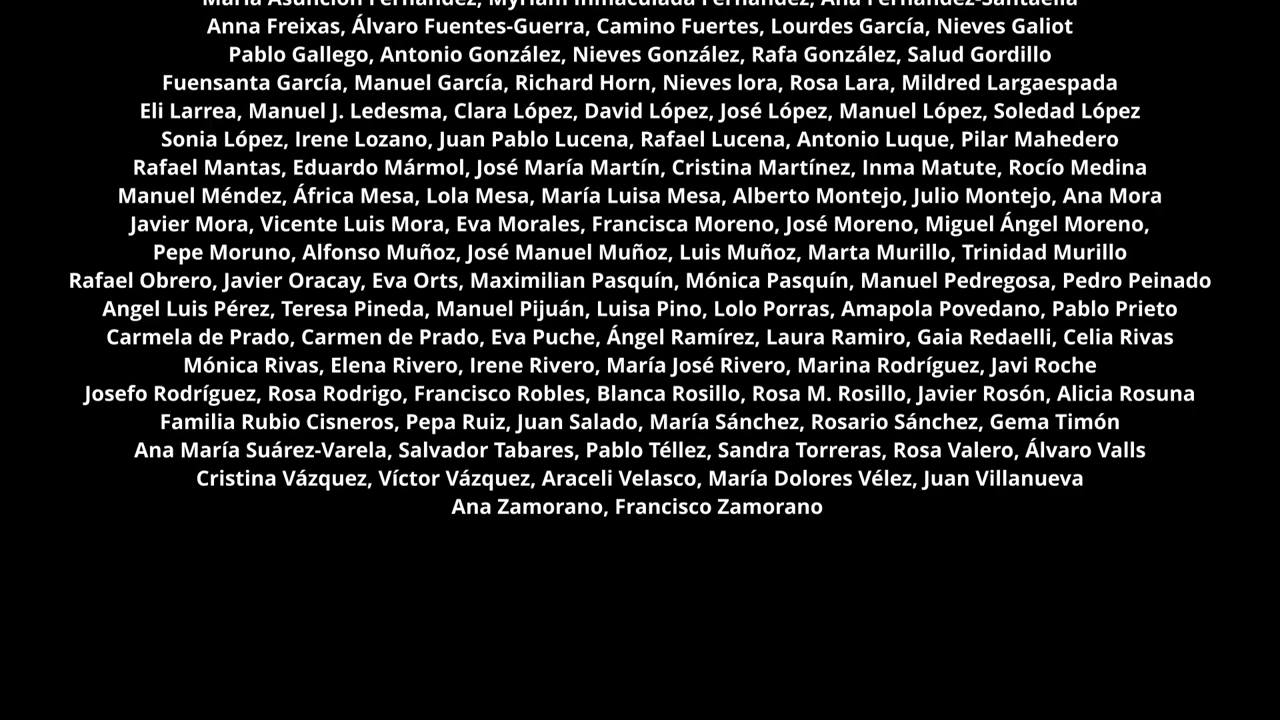 María Asunción Fernández, Myriam Inmaculada Fernández, Ana Fernández-Santaella
Anna Freixas, Álvaro Fuentes-Guerra, Camino Fuertes, Lourdes García, Nieves Galiot
Pablo Gallego, Antonio González, Nieves González, Rafa González, Salud Gordillo
Fuensanta García, Manuel García, Richard Horn, Nieves lora, Rosa Lara, Mildred Largaespada
Eli Larrea, Manuel J. Ledesma, Clara López, David López, José López, Manuel López, Soledad López
Sonia López, Irene Lozano, Juan Pablo Lucena, Rafael Lucena, Antonio Luque, Pilar Mahedero
Rafael Mantas, Eduardo Mármol, José María Martín, Cristina Martínez, Inma Matute, Rocío Medina
Manuel Méndez, África Mesa, Lola Mesa, María Luisa Mesa, Alberto Montejo, Julio Montejo, Ana Mora
Javier Mora, Vicente Luis Mora, Eva Morales, Francisca Moreno, José Moreno, Miguel Ángel Moreno,
Pepe Moruno, Alfonso Muñoz, José Manuel Muñoz, Luis Muñoz, Marta Murillo, Trinidad Murillo
Rafael Obrero, Javier Oracay, Eva Orts, Maximilian Pasquín, Mónica Pasquín, Manuel Pedregosa, Pedro Peinado
Angel Luis Pérez, Teresa Pineda, Manuel Pijuán, Luisa Pino, Lolo Porras, Amapola Povedano, Pablo Prieto
Carmela de Prado, Carmen de Prado, Eva Puche, Ángel Ramírez, Laura Ramiro, Gaia Redaelli, Celia Rivas
Mónica Rivas, Elena Rivero, Irene Rivero, María José Rivero, Marina Rodríguez, Javi Roche
Josefo Rodríguez, Rosa Rodrigo, Francisco Robles, Blanca Rosillo, Rosa M. Rosillo, Javier Rosón, Alicia Rosuna
Familia Rubio Cisneros, Pepa Ruiz, Juan Salado, María Sánchez, Rosario Sánchez, Gema Timón
Ana María Suárez-Varela, Salvador Tabares, Pablo Téllez, Sandra Torreras, Rosa Valero, Álvaro Valls
Cristina Vázquez, Víctor Vázquez, Araceli Velasco, María Dolores Vélez, Juan Villanueva
Ana Zamorano, Francisco Zamorano